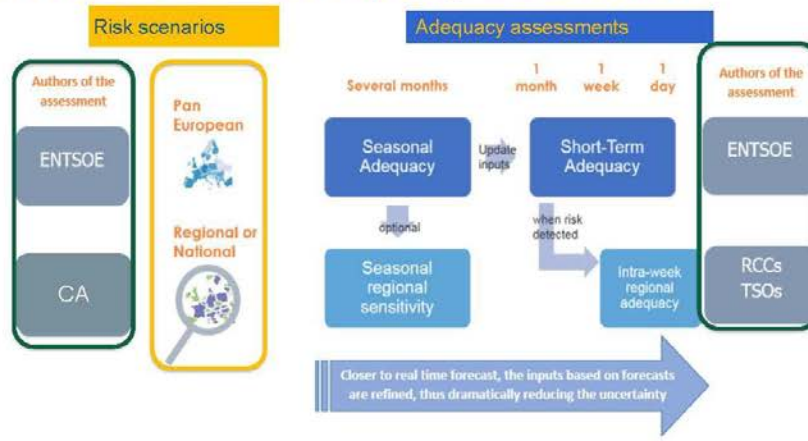 Risk scenarios
Adequacy assessments
Authors of the
assessment
ENTSOE
CA
Pan
European
Regional or
National
Several months
1
month
1
week
1
day
Seasonal
Adequacy
Update
inputs
Short-Term
Adequacy
optional
when risk
detected
Seasonal
regional
sensitivity
Intra-week
regional
adequacy
Authors of the
assessment
ENTSOE
RCCs
TSOs
Closer to real time forecast, the inputs based on forecasts
are refined, thus dramatically reducing the uncertainty